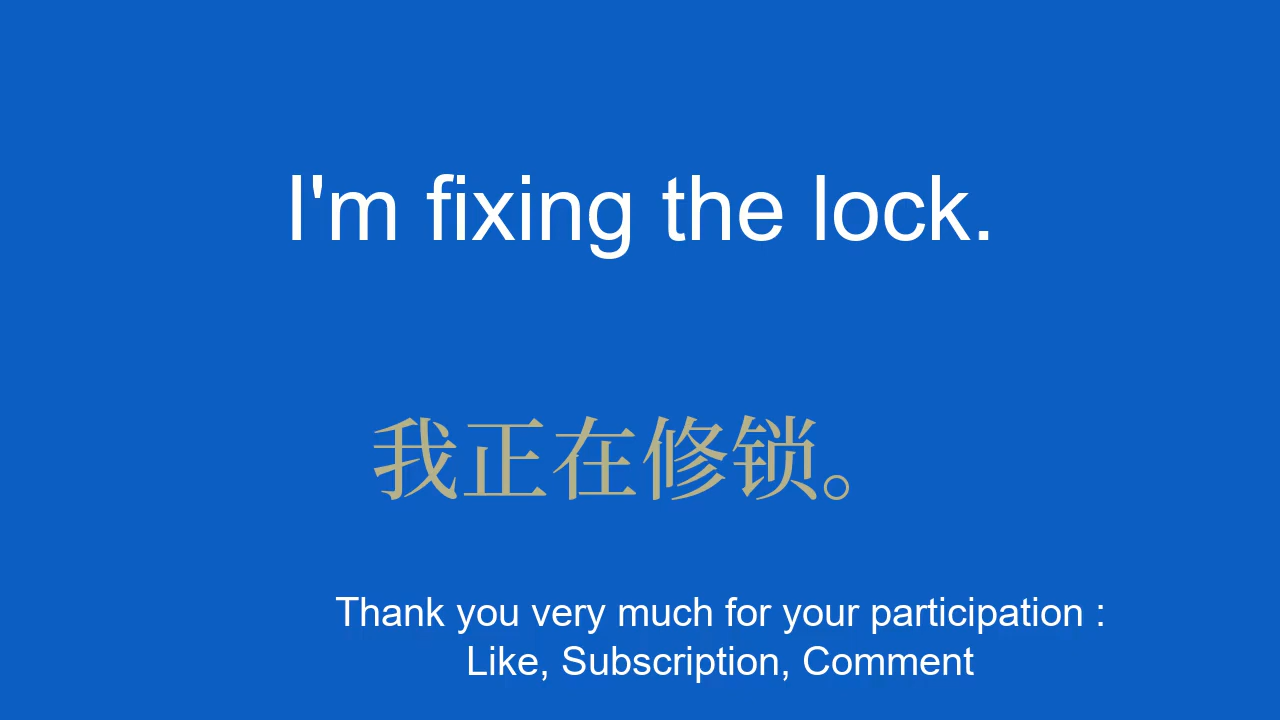 I'm fixing the lock.
我正在修锁。
Thank you very much for your participation :
Like, Subscription, Comment